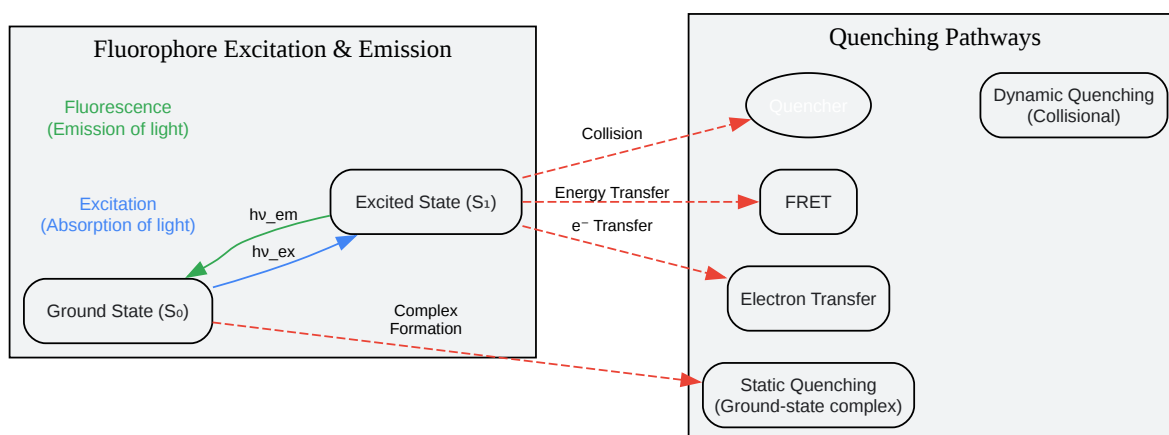 Fluorophore Excitation & Emission
Fluorescence
(Emission of light)
Excitation
(Absorption of light)
Excited State (S₁)
hν_em
hν_ex
Ground State (S₀)
Collision
Energy Transfer
e⁻ Transfer
Complex
Formation
Quenching Pathways
Quencher
Dynamic Quenching
(Collisional)
FRET
Electron Transfer
Static Quenching
(Ground-state complex)